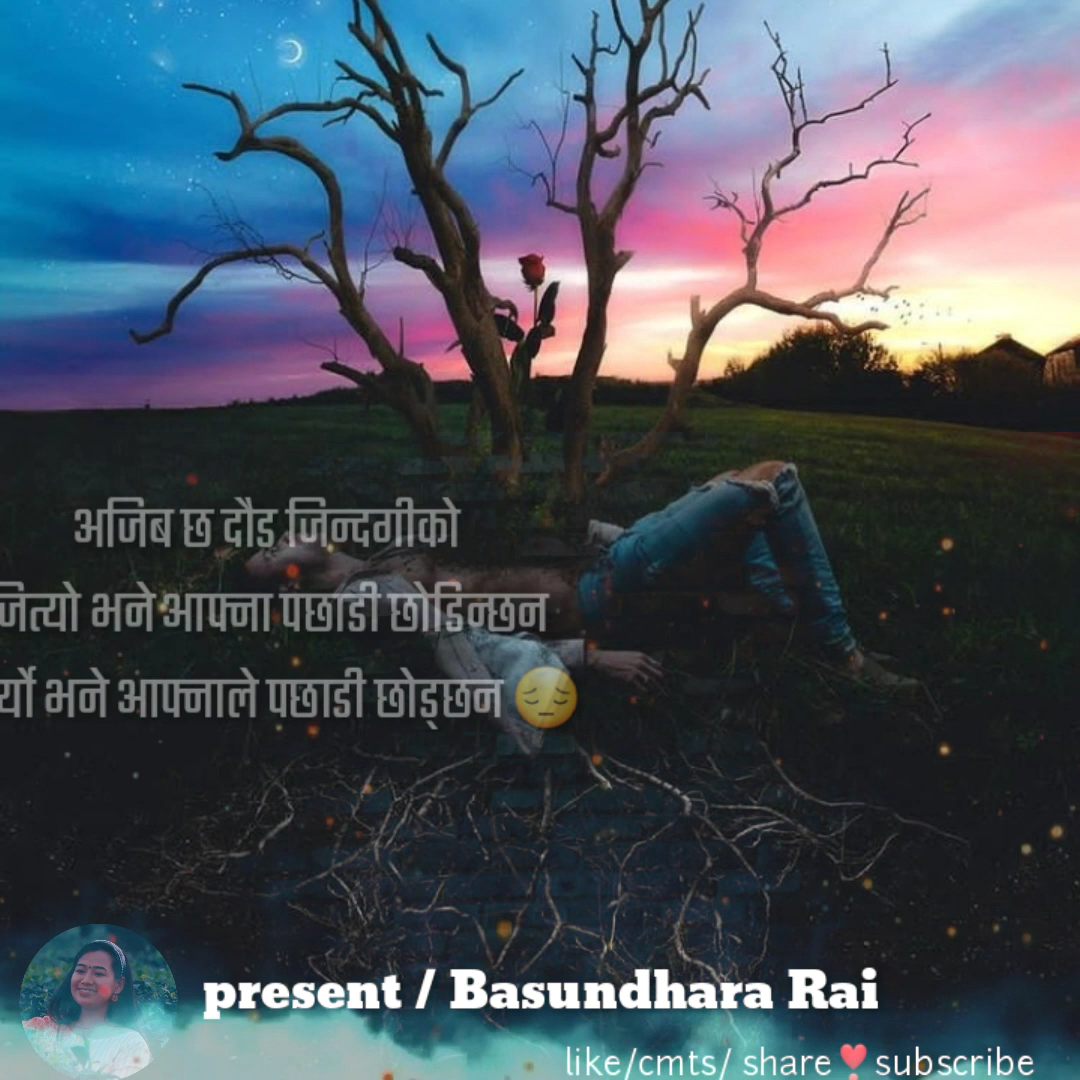 अजिब छ दौड जिन्दगीको
भने आफ्ना पछाडी छोडिन्छन
भने आफ्नाले पछाडी छोड्छन 😔
present / Basundhara Rai
like/cmts/ share❣️subscribe